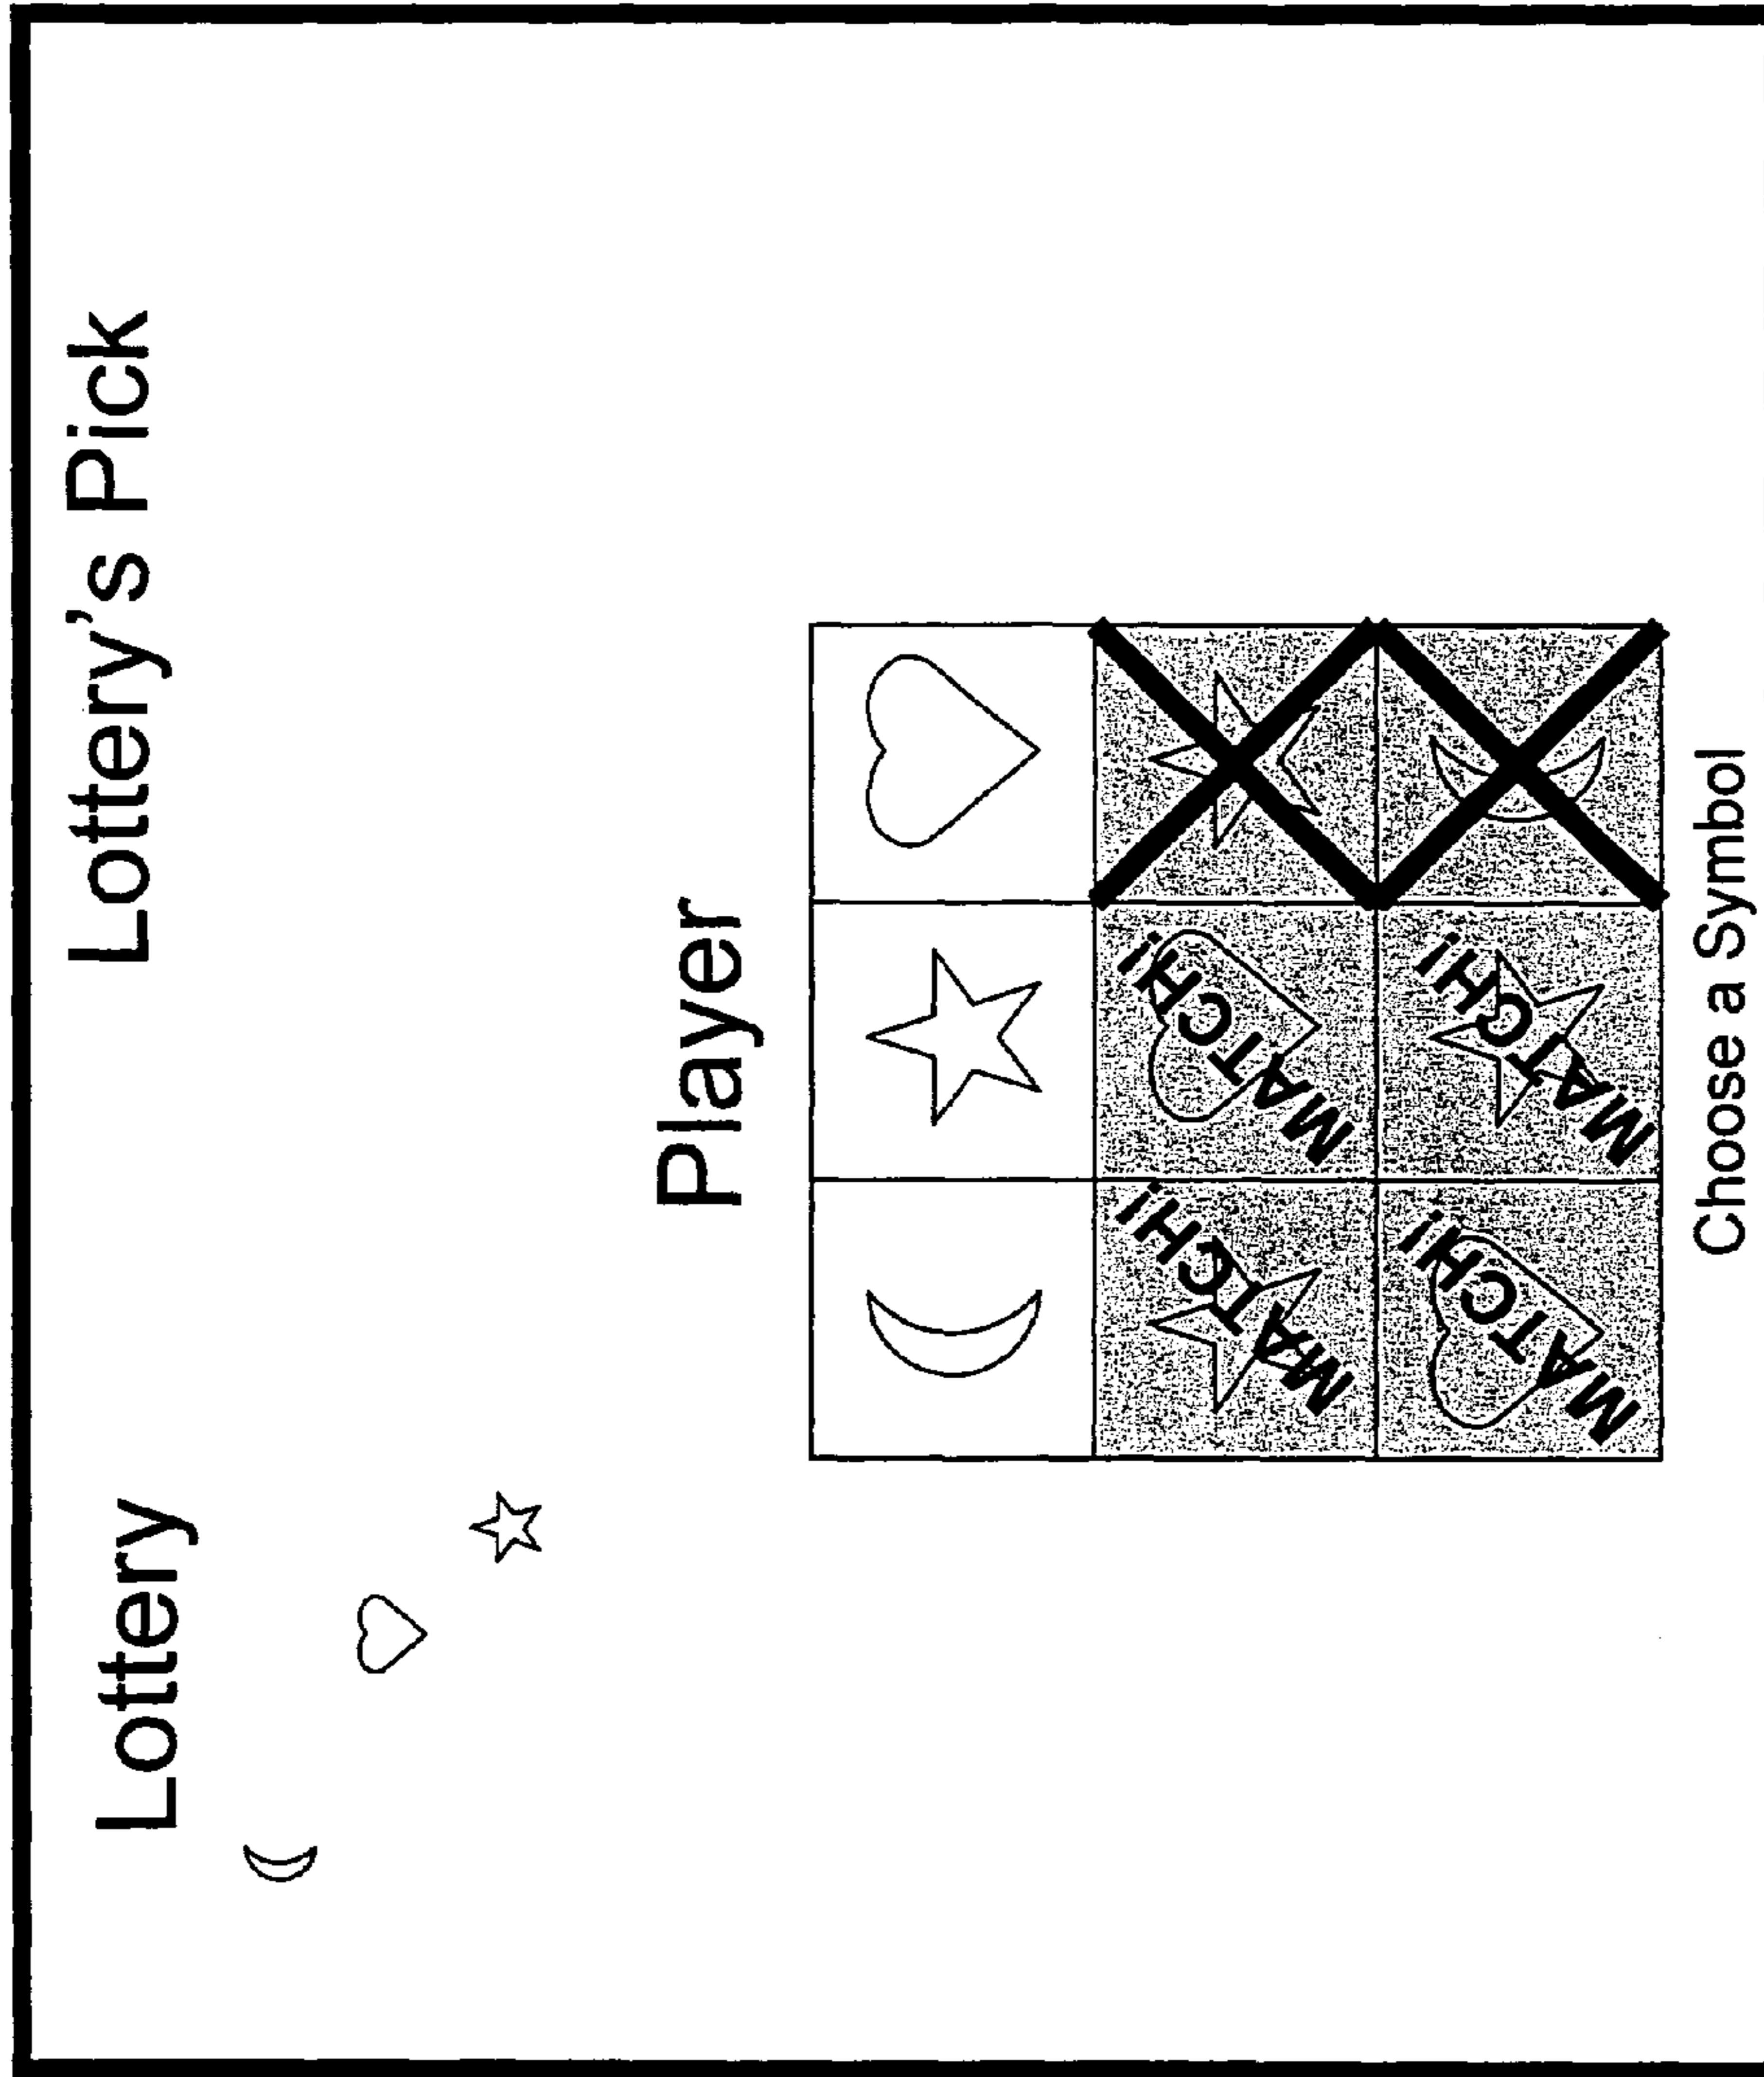 Lottery
Lottery's Pick
Player
MATCH!
MATCH!
MATCH!
MATCH!
Choose a Symbol